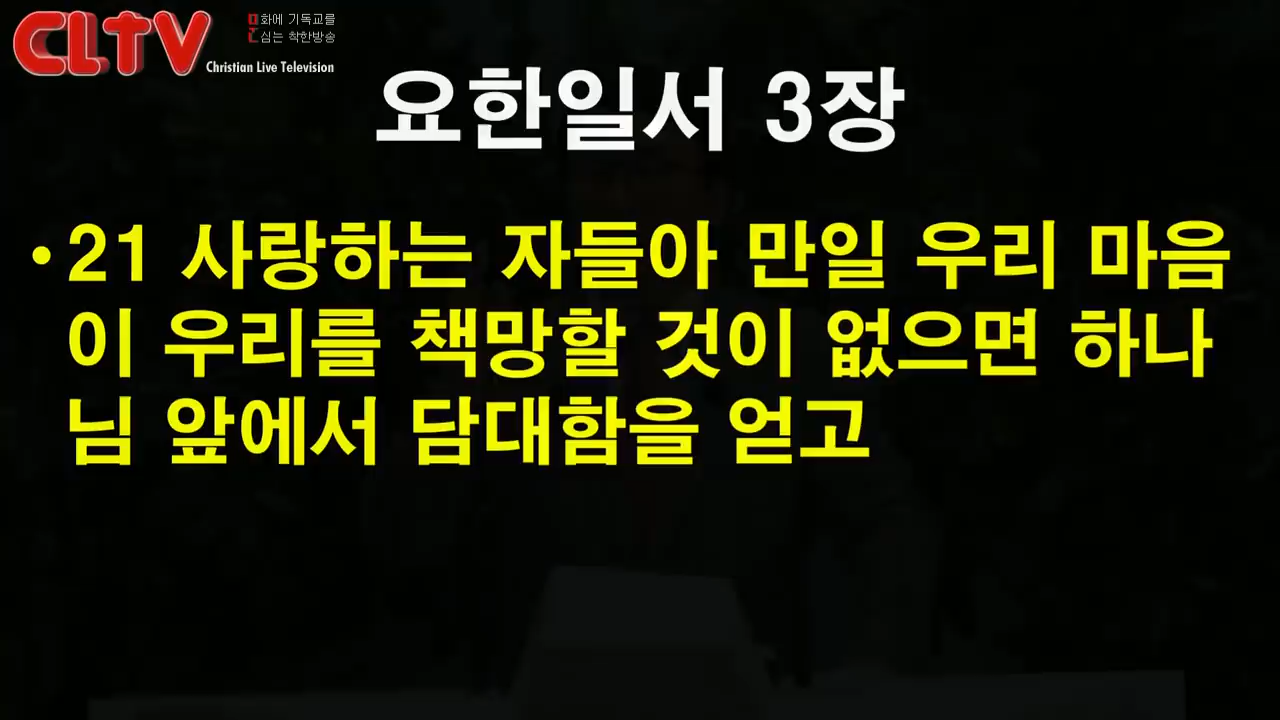 CLTV
문화에 기독교를
심는 착한방송
Christian Live Television
요한일서 3장
• 21 사랑하는 자들아 만일 우리 마음
이 우리를 책망할 것이 없으면 하나
님 앞에서 담대함을 얻고